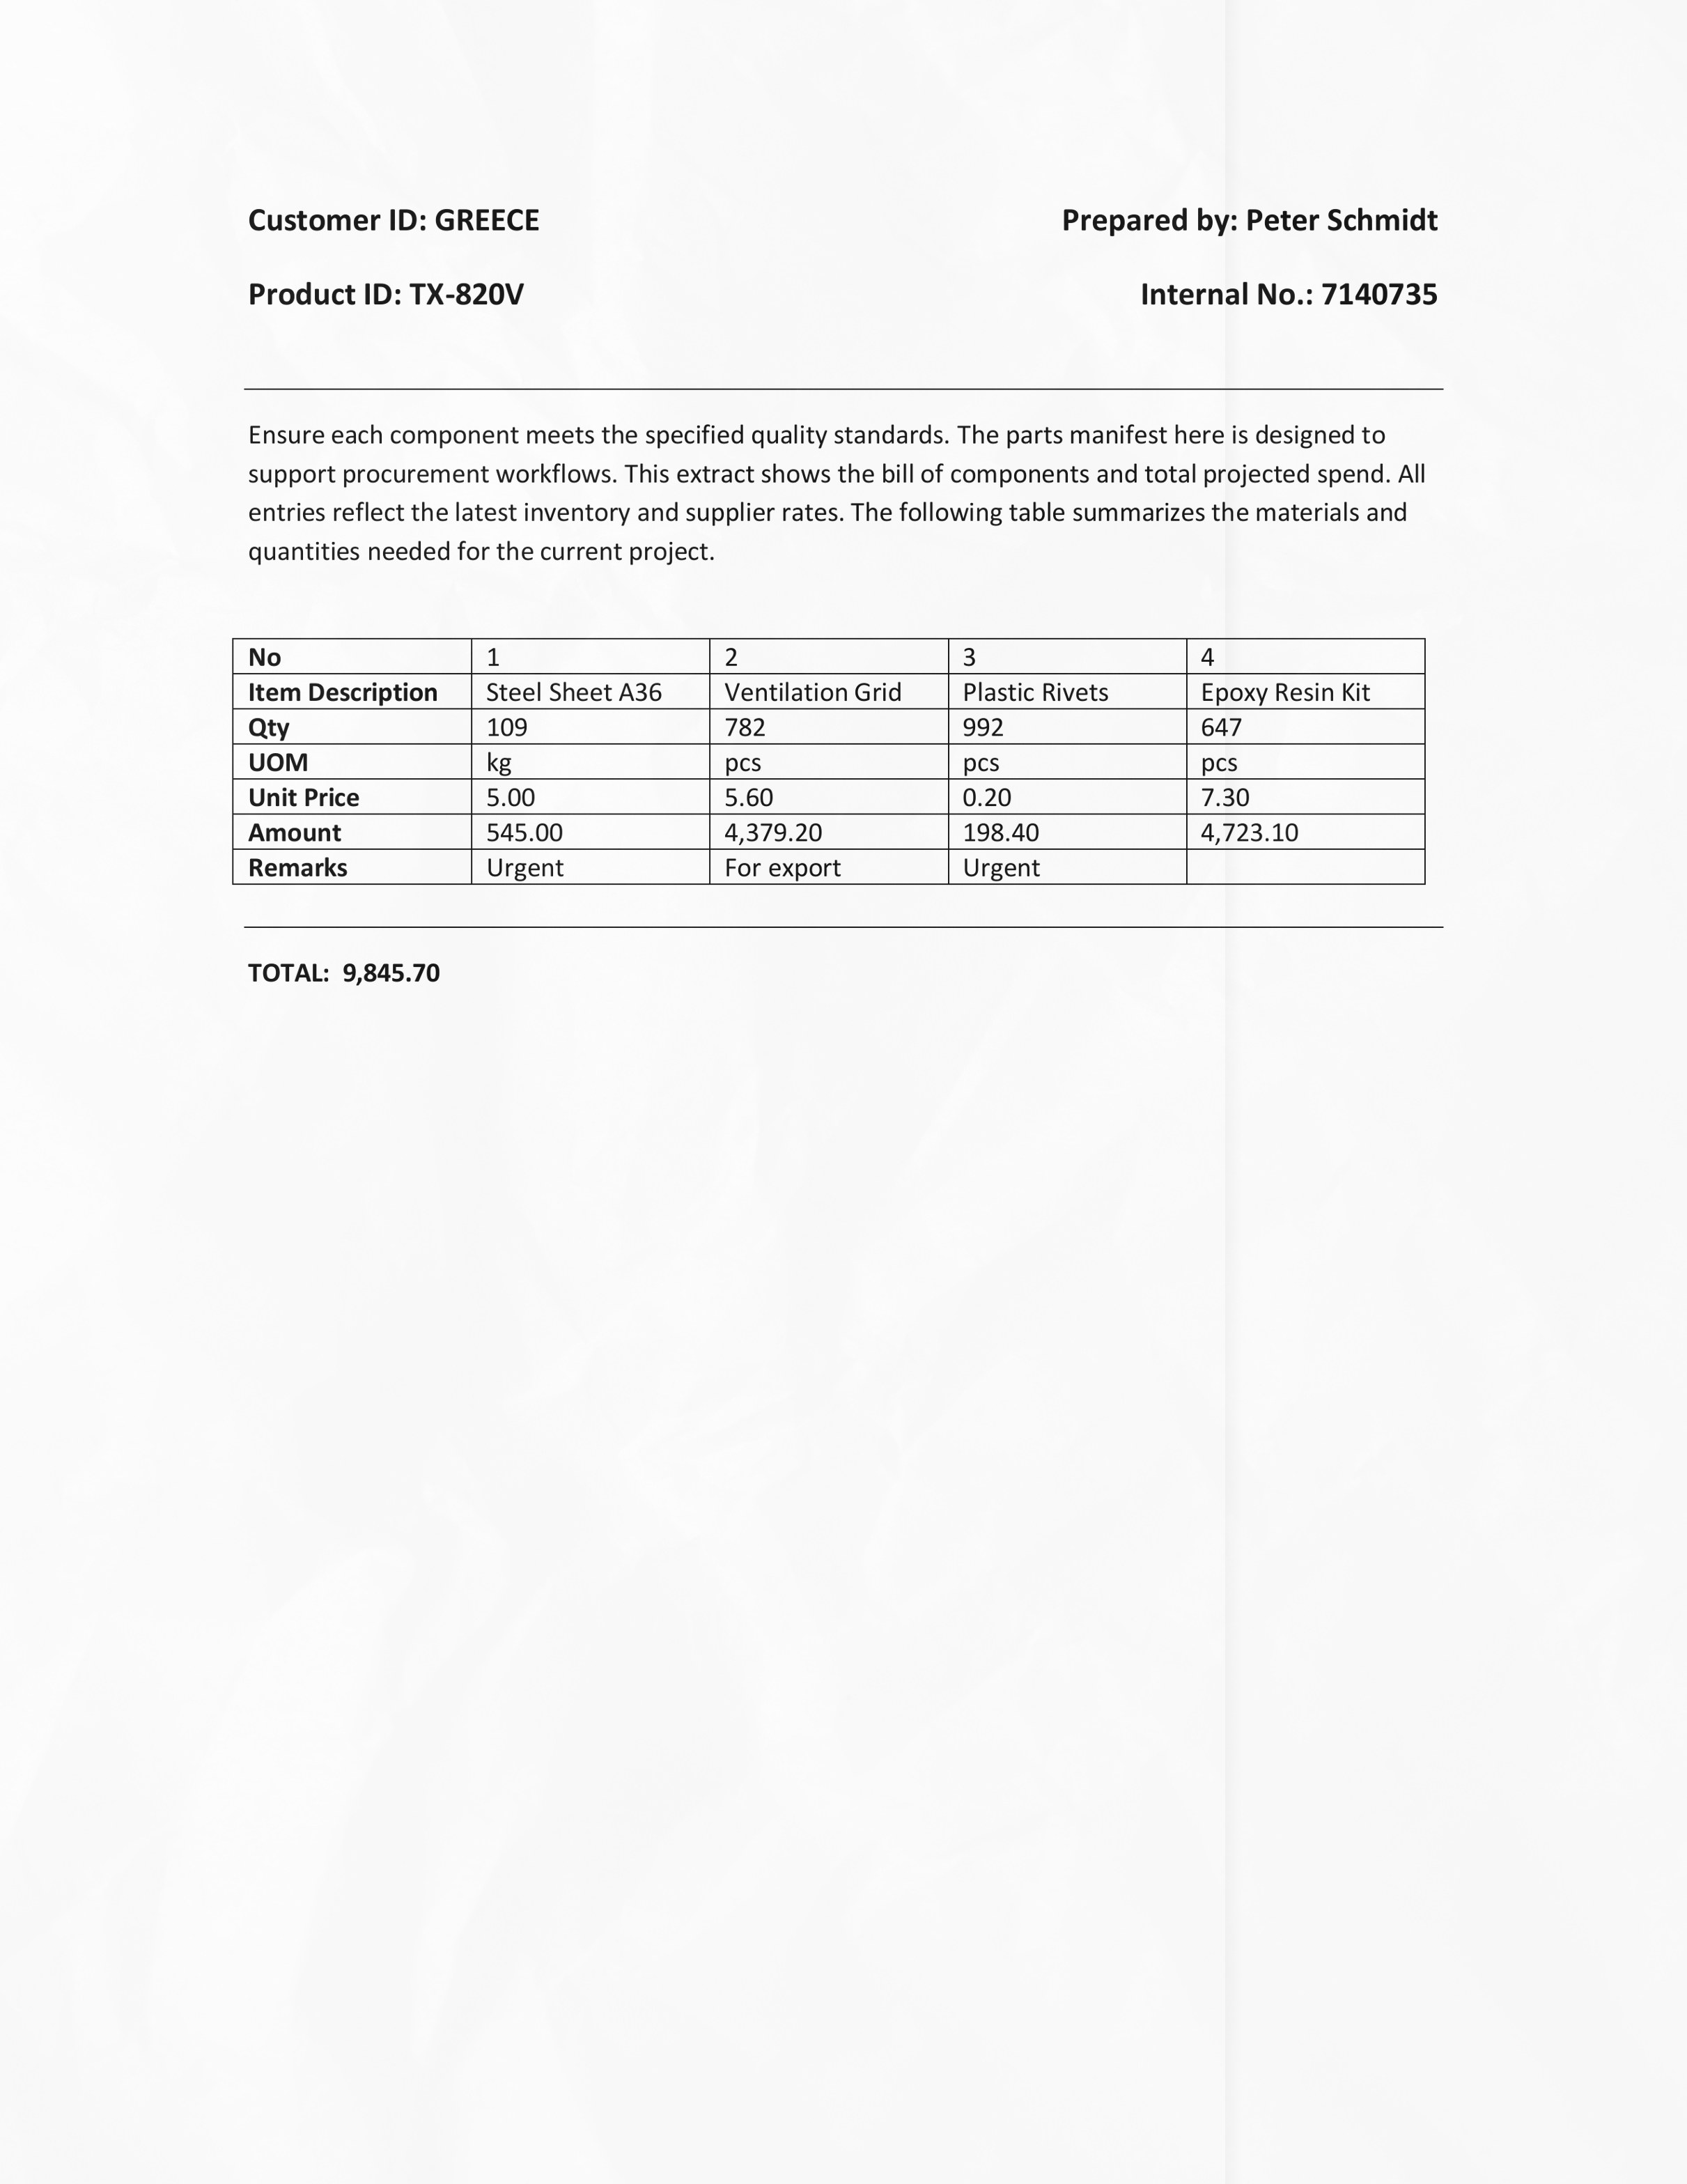 Customer ID: GREECE Prepared by: Peter Schmidt
Product ID: TX-820V Internal No.: 7140735
Ensure each component meets the specified quality standards. The parts manifest here is designed to
support procurement workflows. This extract shows the bill of components and total projected spend. All
entries reflect the latest inventory and supplier rates. The following table summarizes the materials and
quantities needed for the current project.
No 1 2 3 4
Item Description Steel Sheet A36 Ventilation Grid Plastic Rivets Epoxy Resin Kit
Qty 109 782 992 647
UOM kg pcs pcs pcs
Unit Price 5.00 5.60 0.20 7.30
Amount 545.00 4,379.20 198.40 4,723.10
Remarks Urgent For export Urgent
TOTAL: 9,845.70